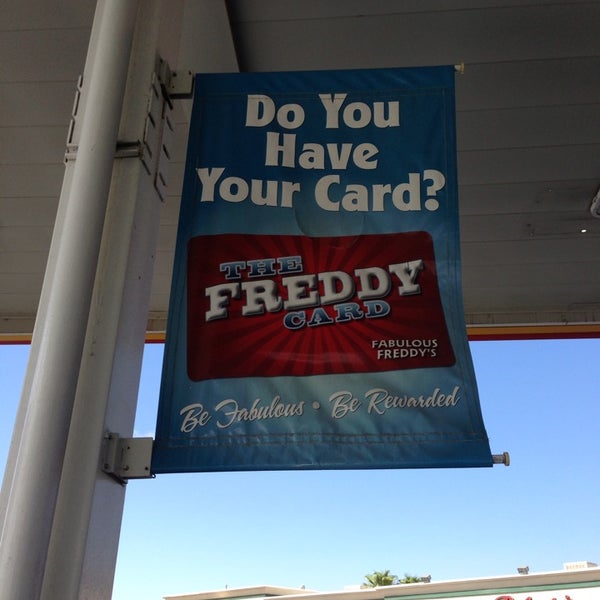 Do You
Have
Your Card?
THE
FREDDY
CARD
FABULOUS
FREDDY'S
Be Fabulous • Be Rewarded